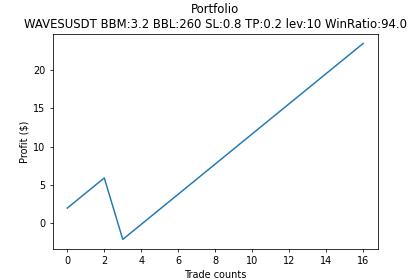 Portfolio
WAVESUSDT BBM:3.2 BBL:260 SL:0.8 TP:0.2 lev:10 WinRatio:94.0
20
15
10
5
0
Profit ($)
0 2 4 6 8 10 12 14 16
Trade counts